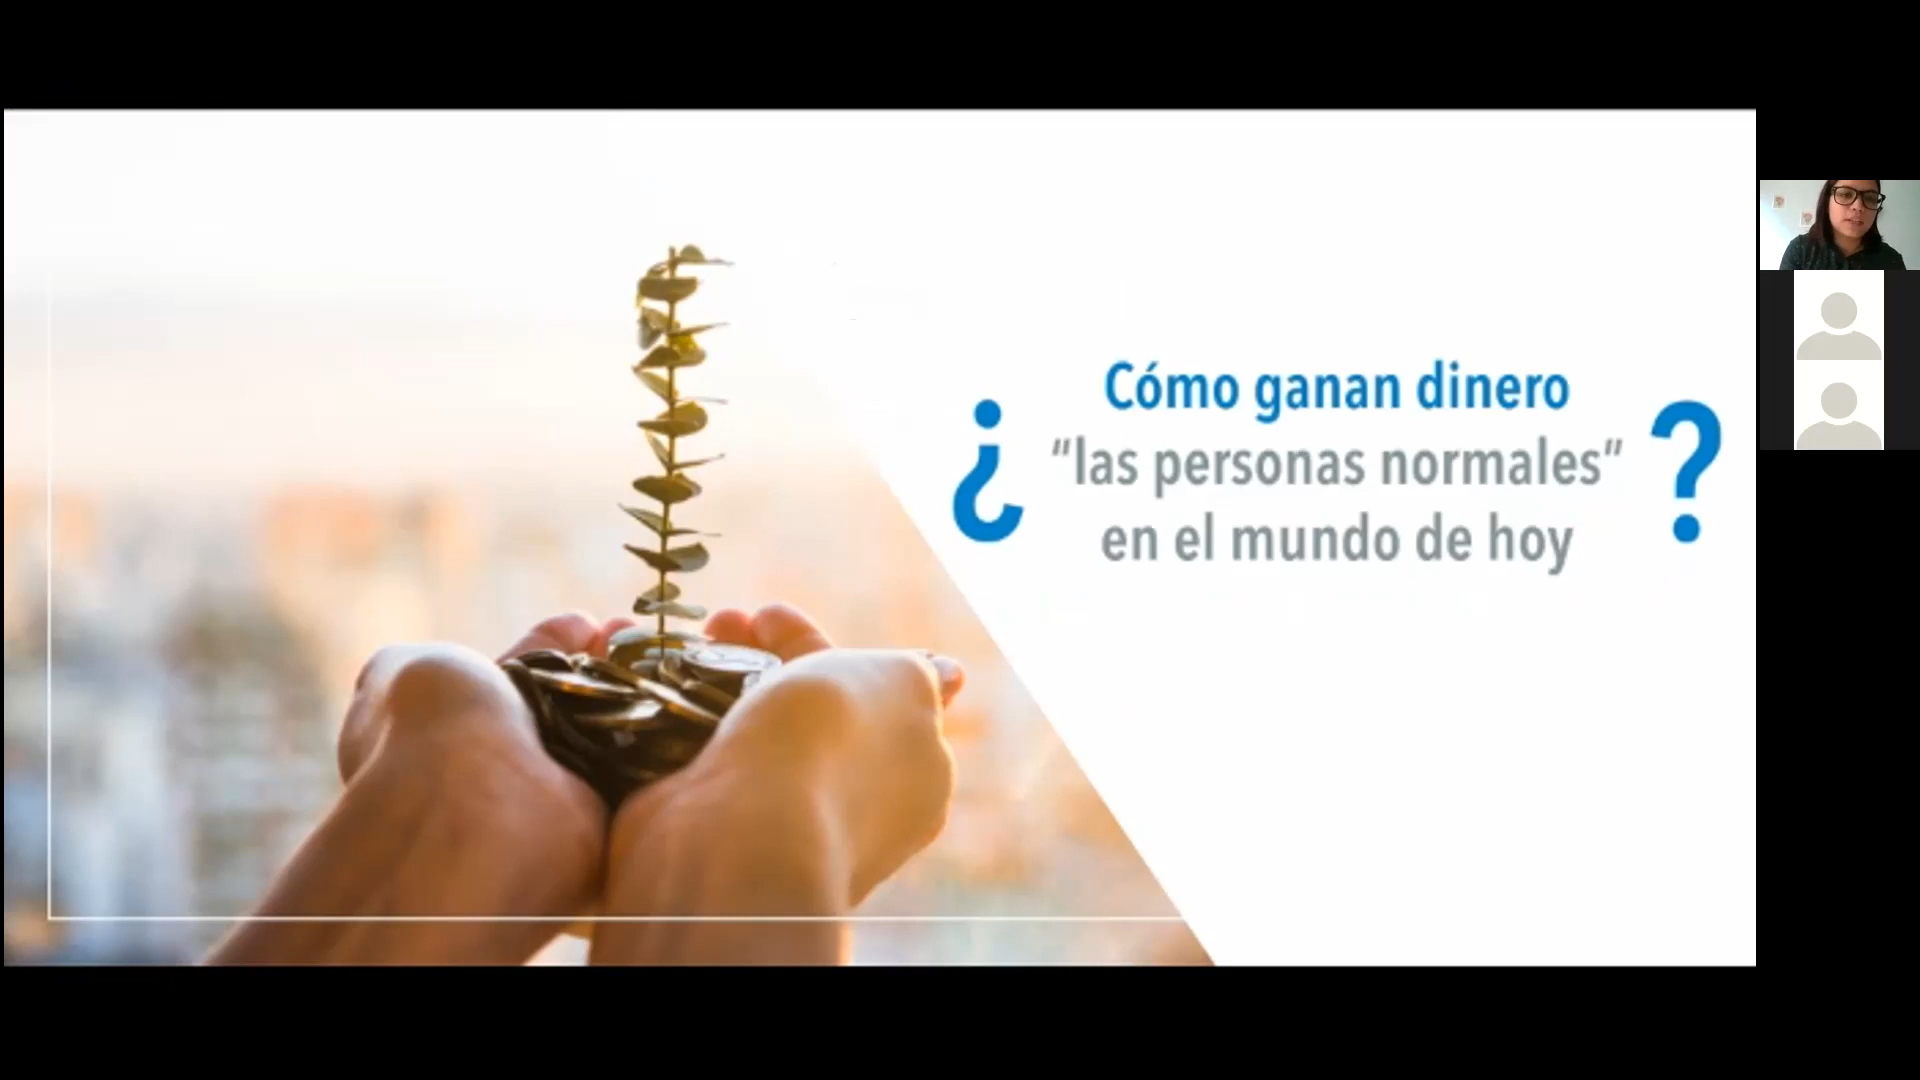 ¿Cómo ganan dinero
"las personas normales"
en el mundo de hoy?